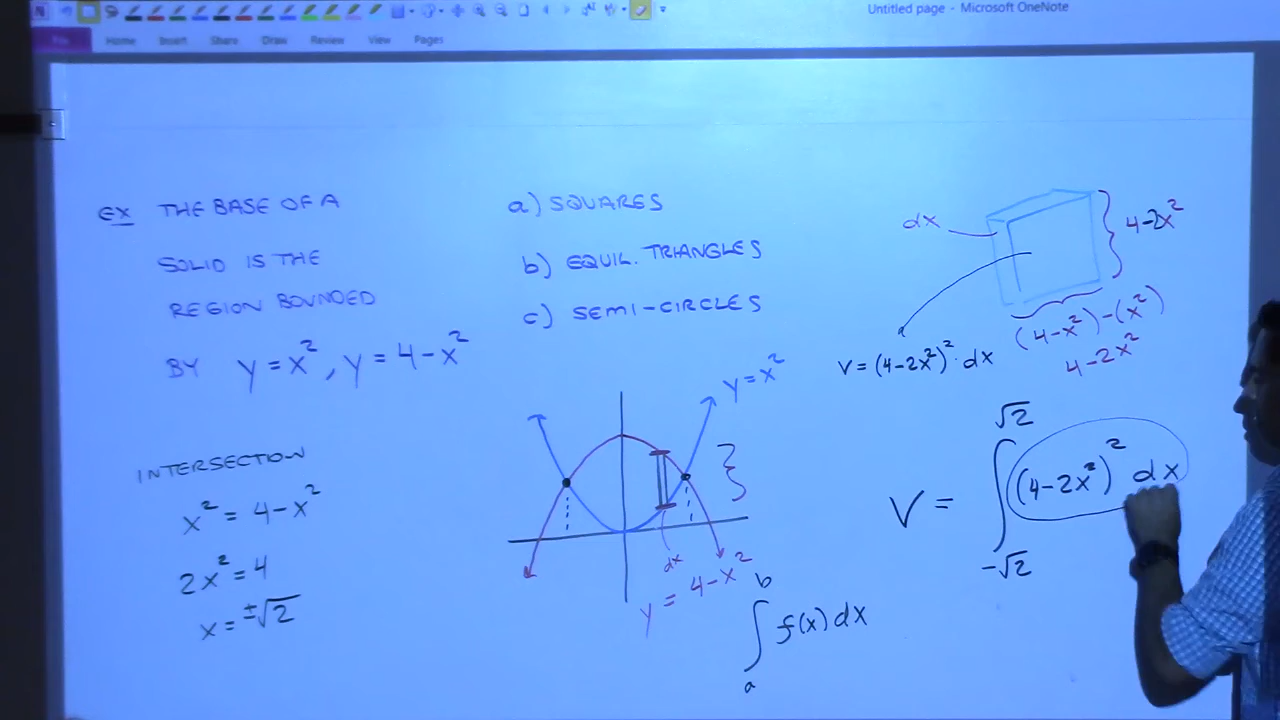 Untitled page - Microsoft OneNote
Home Insert Share Draw Review View Pages
EX THE BASE OF A
SOLID IS THE
REGION BOUNDED
BY y = x², y = 4 - x²
INTERSECTION
x² = 4 - x²
2x² = 4
x = ±√2
a) SQUARES
b) EQUIL. TRIANGLES
c) SEMI-CIRCLES
y = x²
dx
y = 4 - x²
∫ₐᵇ f(x) dx
dx
4 - 2x²
(4 - x²) - (x²)
4 - 2x²
V = (4 - 2x²)² · dx
√2
V = ∫ (4 - 2x²)² dx
-√2